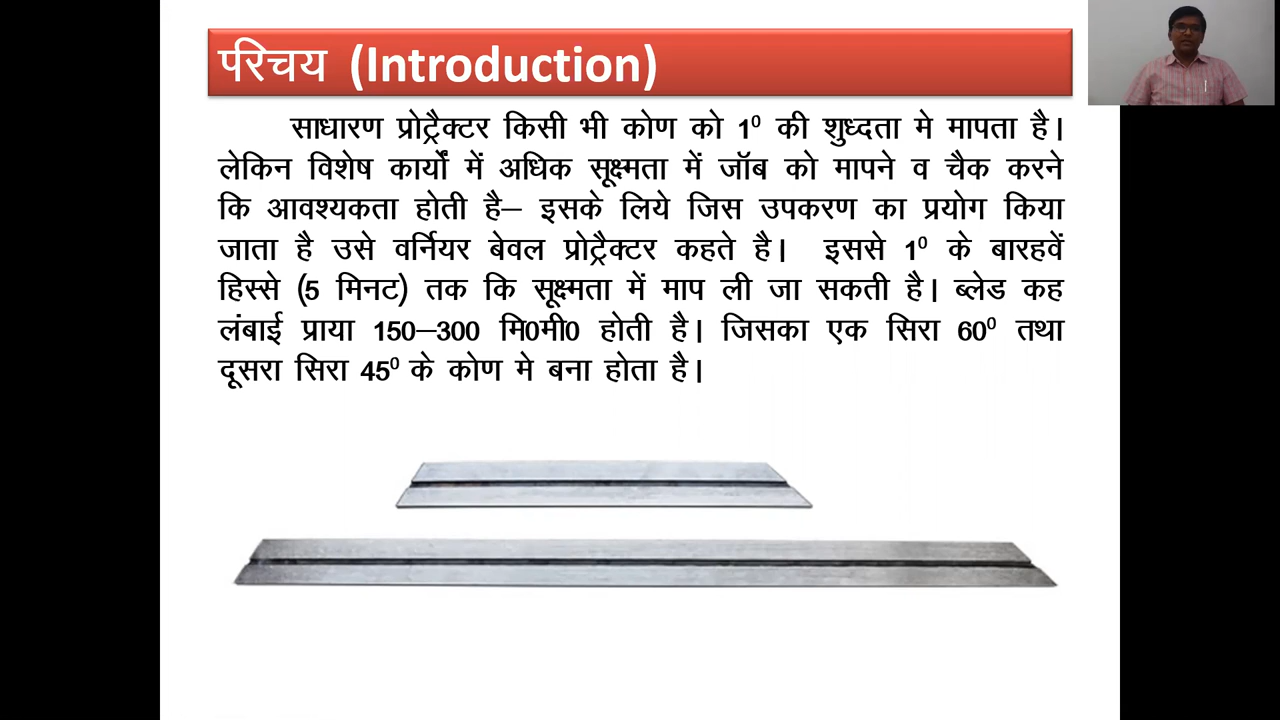 परिचय (Introduction)
साधारण प्रोट्रैक्टर किसी भी कोण को 1⁰ की शुध्दता मे मापता है।
लेकिन विशेष कार्यों में अधिक सूक्ष्मता में जॉब को मापने व चैक करने
कि आवश्यकता होती है– इसके लिये जिस उपकरण का प्रयोग किया
जाता है उसे वर्नियर बेवल प्रोट्रैक्टर कहते है। इससे 1⁰ के बारहवें
हिस्से (5 मिनट) तक कि सूक्ष्मता में माप ली जा सकती है। ब्लेड कह
लंबाई प्राया 150–300 मि0मी0 होती है। जिसका एक सिरा 60⁰ तथा
दूसरा सिरा 45⁰ के कोण मे बना होता है।